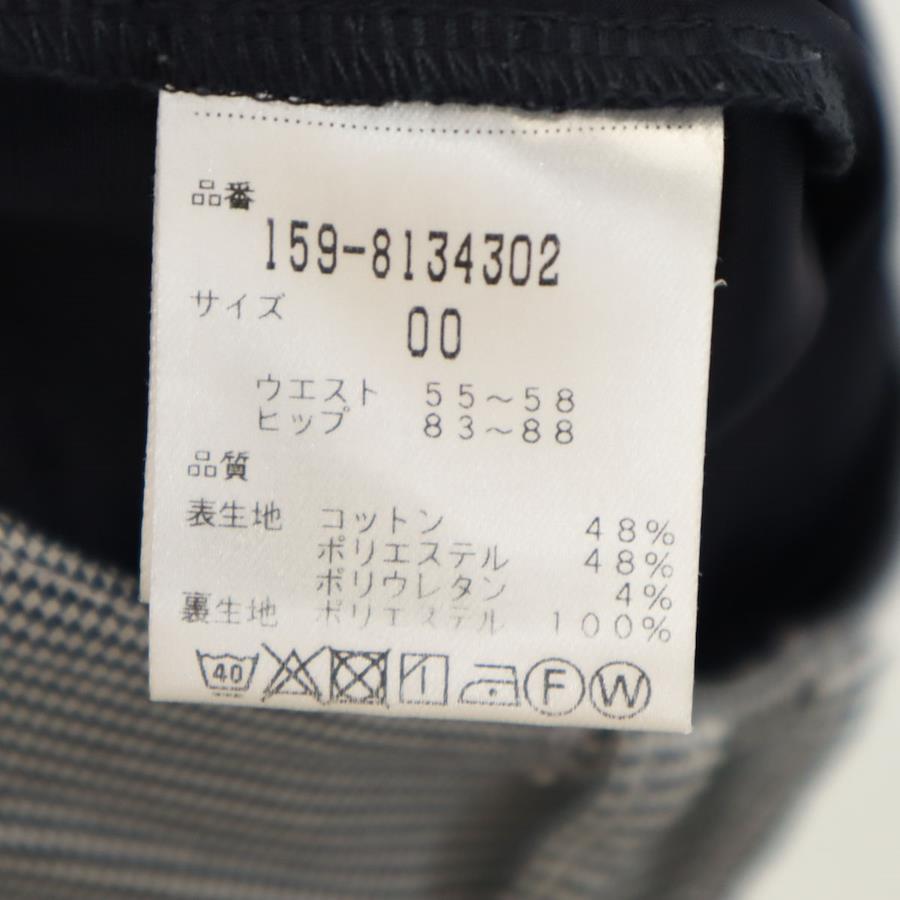 品番
159-8134302
サイズ
00
ウエスト 55～58
ヒップ 83～88
品質
表生地 コットン 48%
ポリエステル 48%
ポリウレタン 4%
裏生地 ポリエステル 100%
40 F W